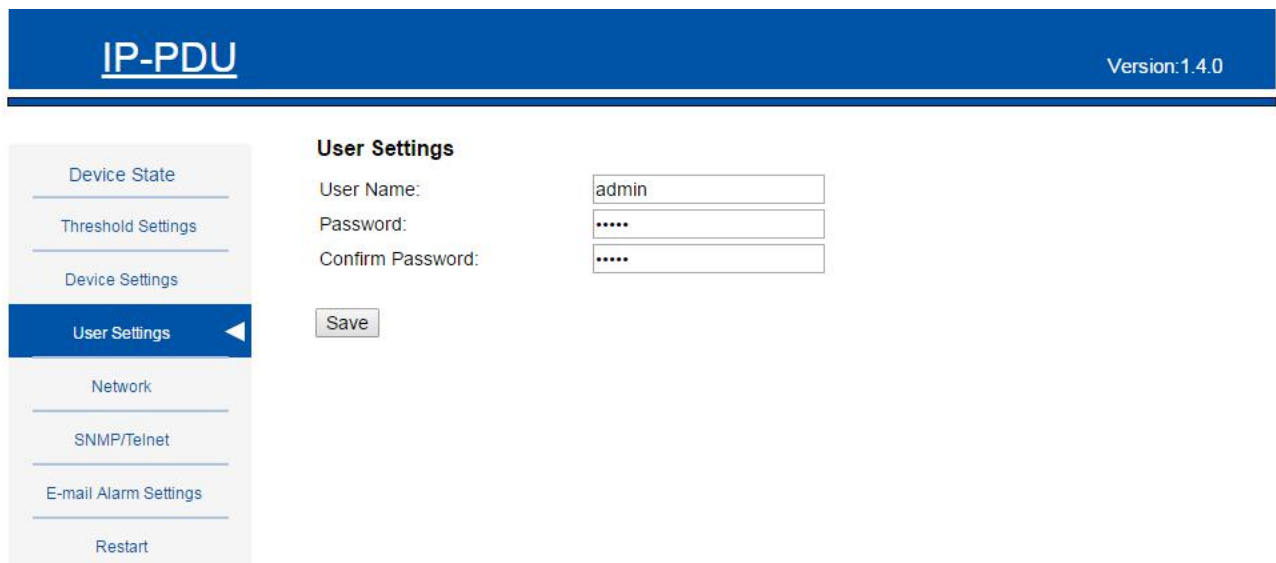 IP-PDU
Version:1.4.0
Device State
Threshold Settings
Device Settings
User Settings
Network
SNMP/Telnet
E-mail Alarm Settings
Restart
User Settings
User Name: admin
Password: •••••
Confirm Password: •••••
Save